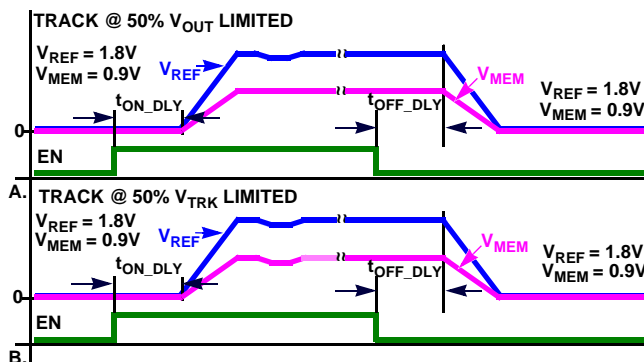 TRACK @ 50% VOUT LIMITED
VREF = 1.8V
VMEM = 0.9V
VREF
VMEM
VREF = 1.8V
VMEM = 0.9V
tON_DLY
tOFF_DLY
0
EN
A.
TRACK @ 50% VTRK LIMITED
VREF = 1.8V
VMEM = 0.9V
VREF
VMEM
VREF = 1.8V
VMEM = 0.9V
tON_DLY
tOFF_DLY
0
EN
B.